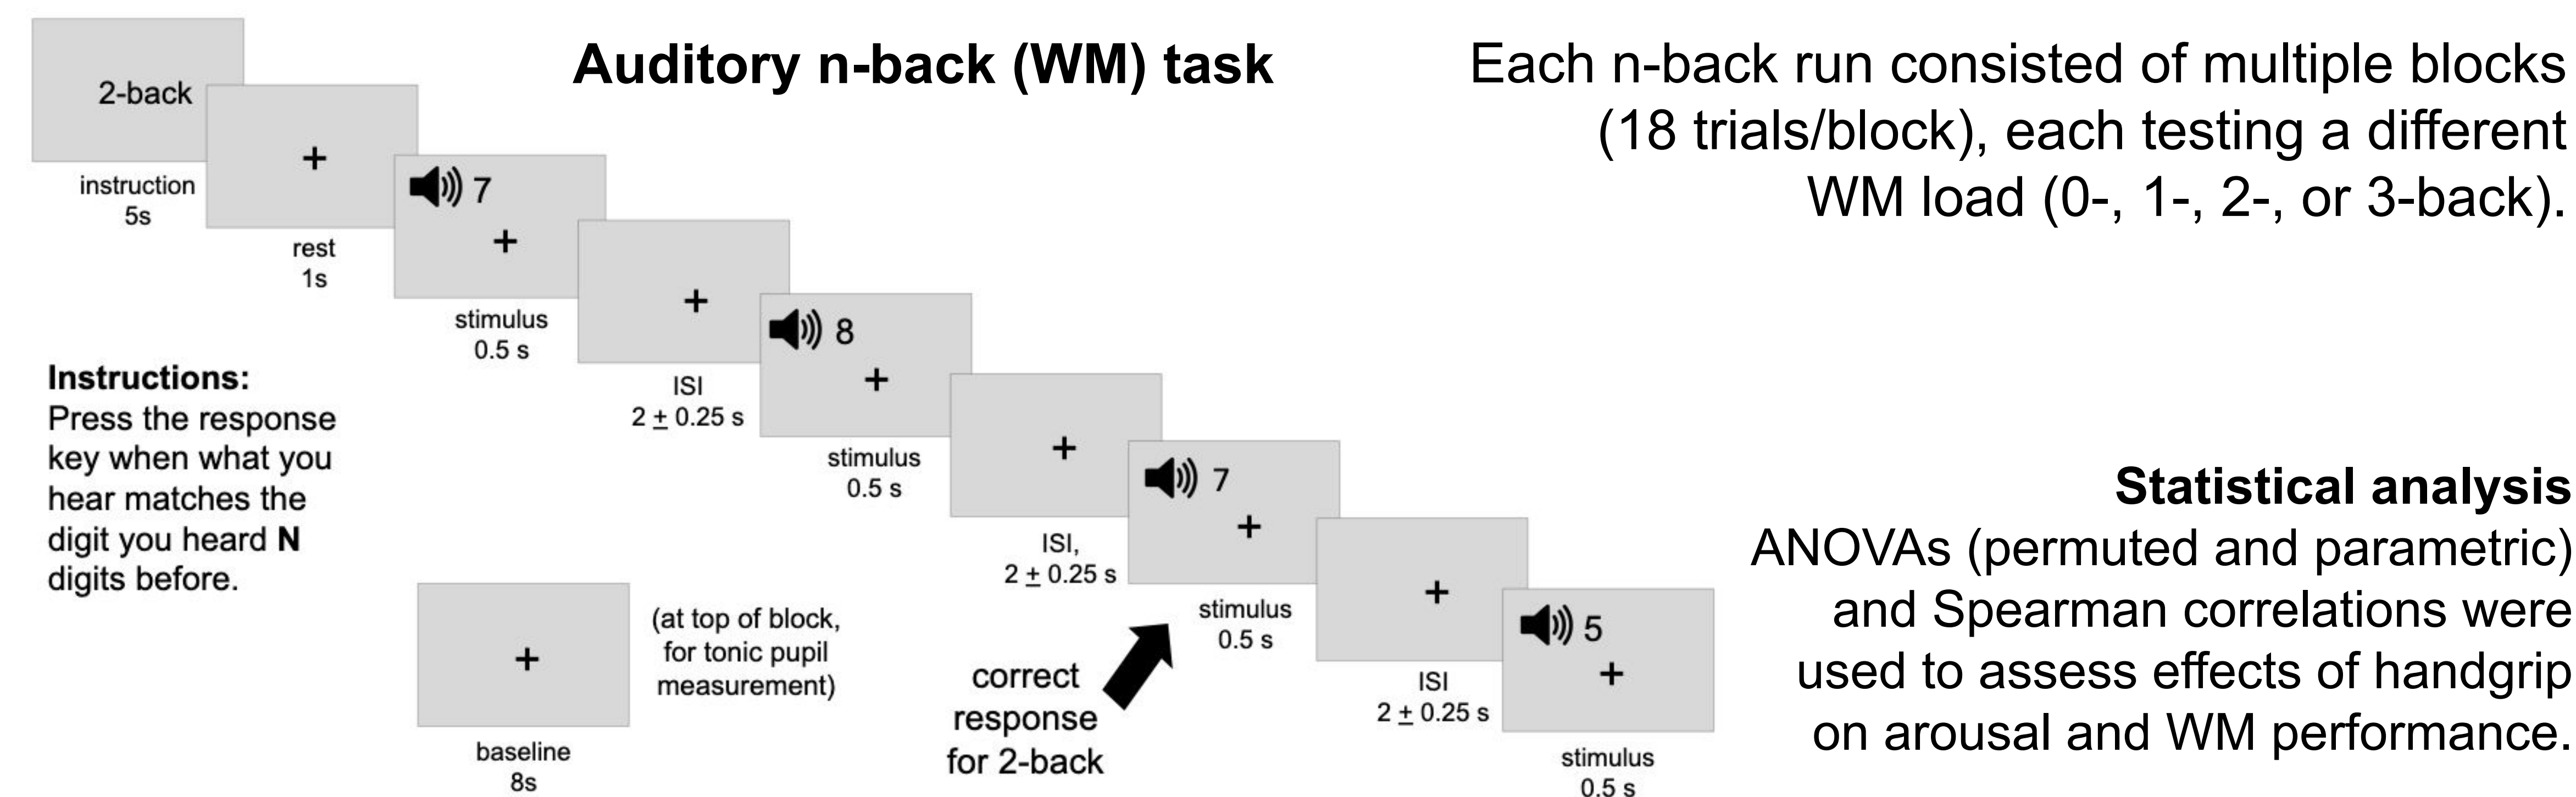 Auditory n-back (WM) task
Each n-back run consisted of multiple blocks
(18 trials/block), each testing a different
WM load (0-, 1-, 2-, or 3-back).
2-back
instruction
5s
+
rest
1s
7
+
stimulus
0.5 s
+
ISI
2 ± 0.25 s
8
+
stimulus
0.5 s
+
ISI,
2 ± 0.25 s
7
+
stimulus
0.5 s
+
ISI
2 ± 0.25 s
5
+
stimulus
0.5 s
Instructions:
Press the response
key when what you
hear matches the
digit you heard N
digits before.
+
baseline
8s
(at top of block,
for tonic pupil
measurement)
correct
response
for 2-back
Statistical analysis
ANOVAs (permuted and parametric)
and Spearman correlations were
used to assess effects of handgrip
on arousal and WM performance.